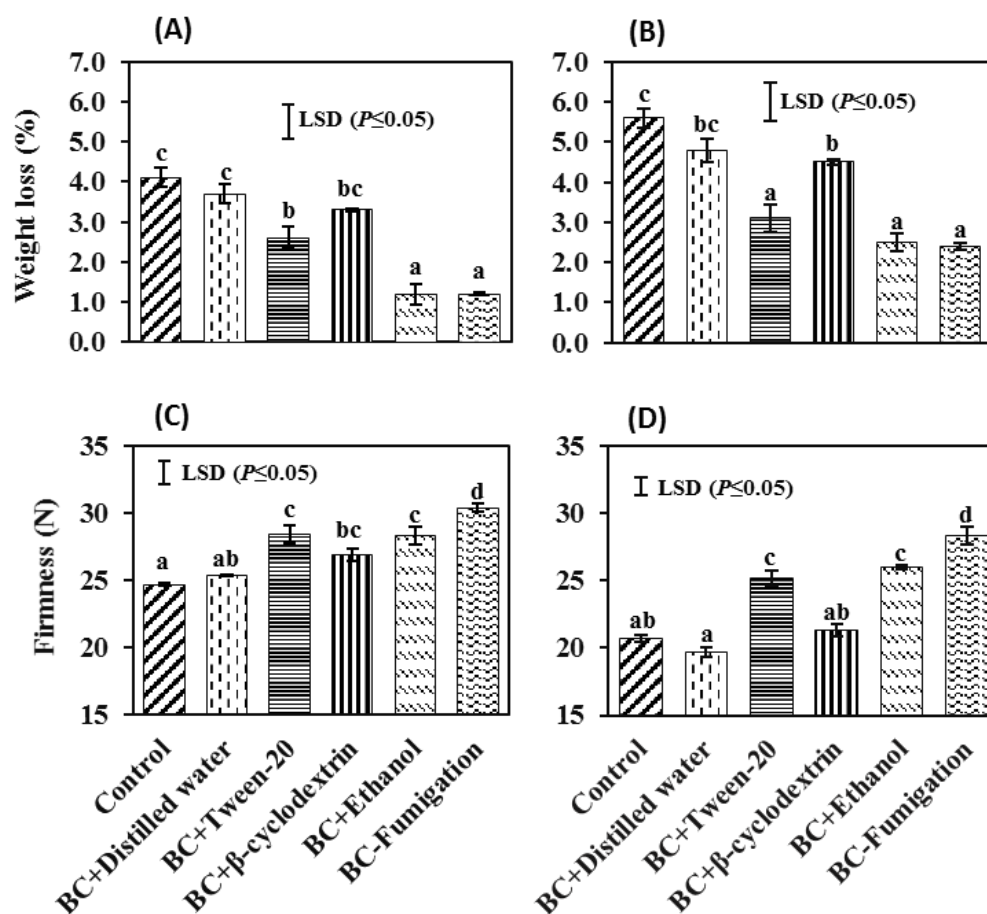 (A)
Weight loss (%)
7.0
6.0
5.0
4.0
3.0
2.0
1.0
0.0
LSD (P≤0.05)
c
c
b
bc
a
a
(B)
7.0
6.0
5.0
4.0
3.0
2.0
1.0
0.0
LSD (P≤0.05)
c
bc
a
b
a
a
(C)
Firmness (N)
35
30
25
20
15
LSD (P≤0.05)
a
ab
c
bc
c
d
Control
BC+Distilled water
BC+Tween-20
BC+β-cyclodextrin
BC+Ethanol
BC-Fumigation
(D)
35
30
25
20
15
LSD (P≤0.05)
ab
a
c
ab
c
d
Control
BC+Distilled water
BC+Tween-20
BC+β-cyclodextrin
BC+Ethanol
BC-Fumigation